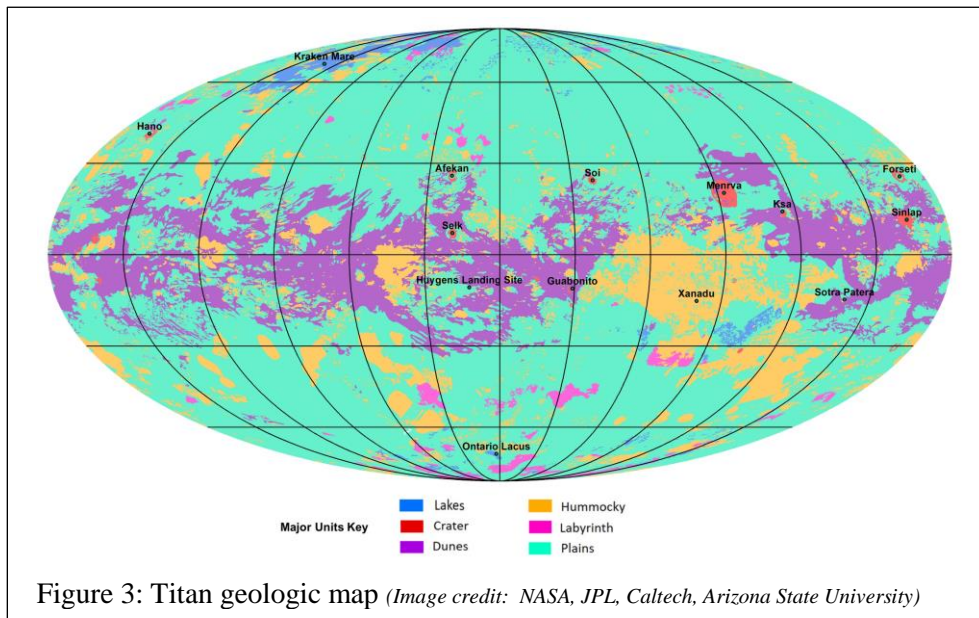 Kraken Mare
Hano
Afekan
Soi
Forseti
Menrva
Ksa
Sinlap
Selk
Huygens Landing Site
Guabonito
Xanadu
Sotra Patera
Ontario Lacus
Major Units Key
Lakes
Hummocky
Crater
Labyrinth
Dunes
Plains
Figure 3: Titan geologic map (Image credit: NASA, JPL, Caltech, Arizona State University)